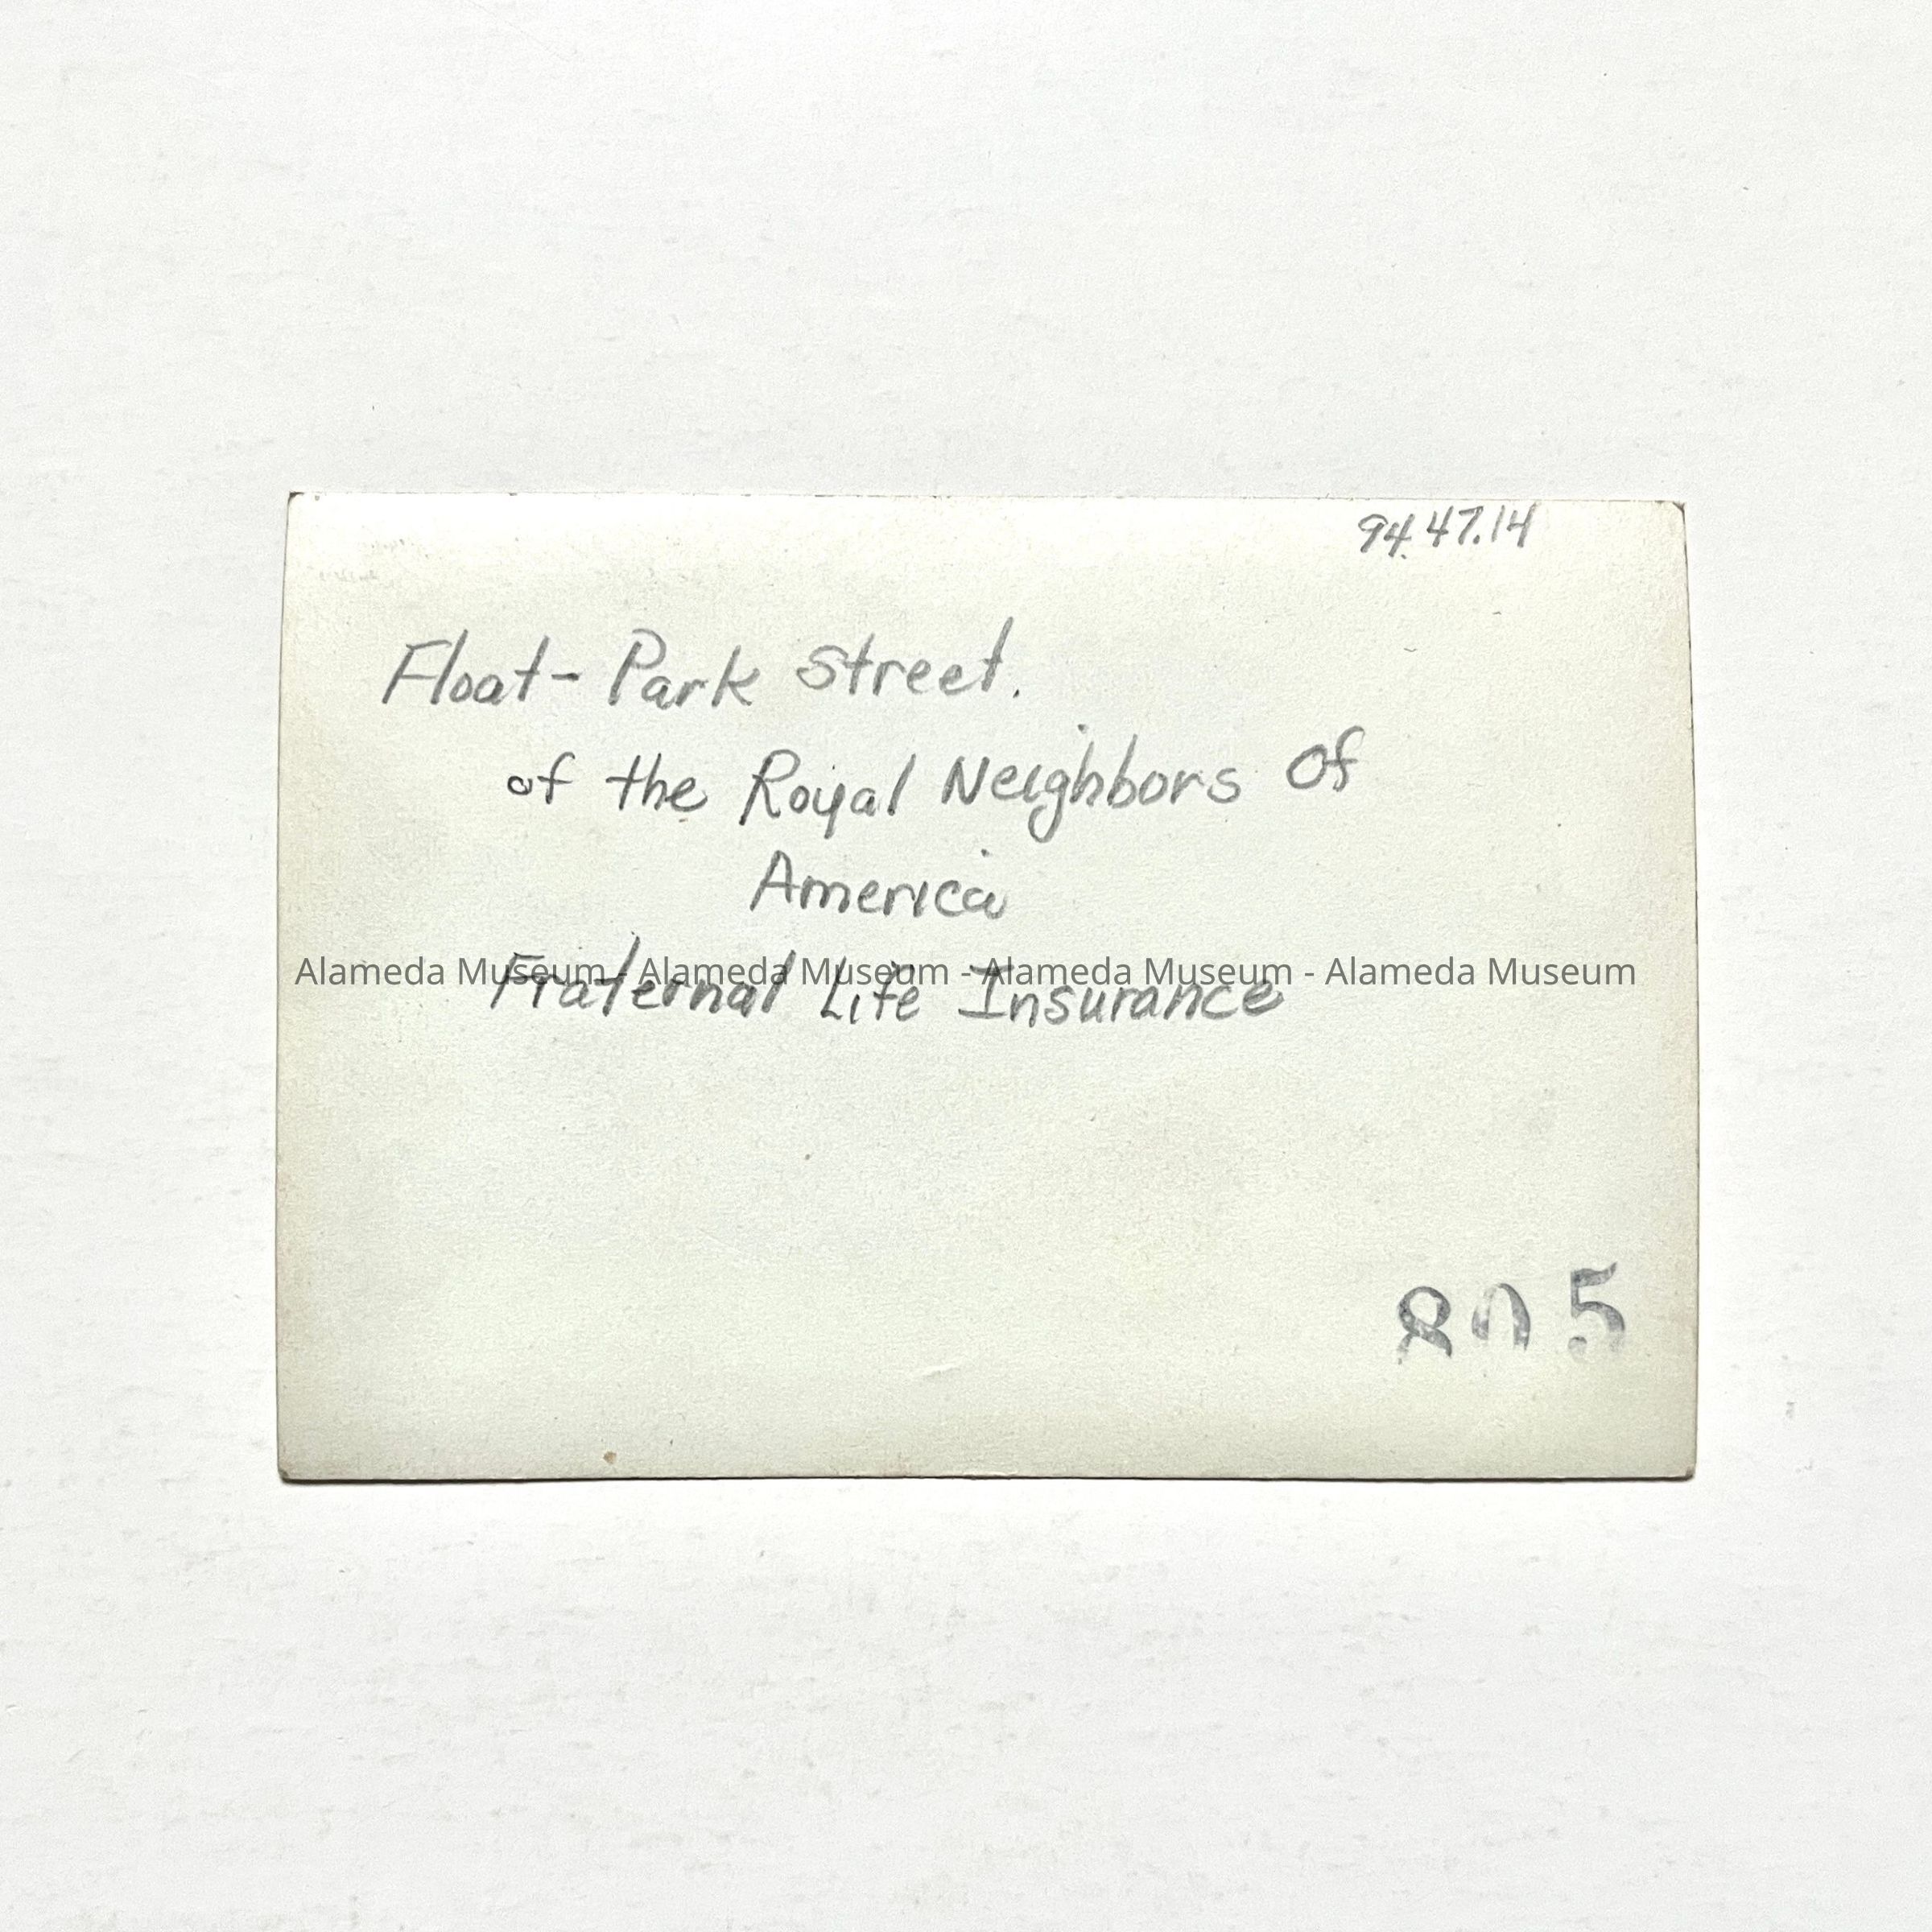 94.47.14
Float - Park Street.
of the Royal Neighbors Of
America
Alameda Museum - Alameda Museum - Alameda Museum - Alameda Museum
Fraternal Life Insurance
805